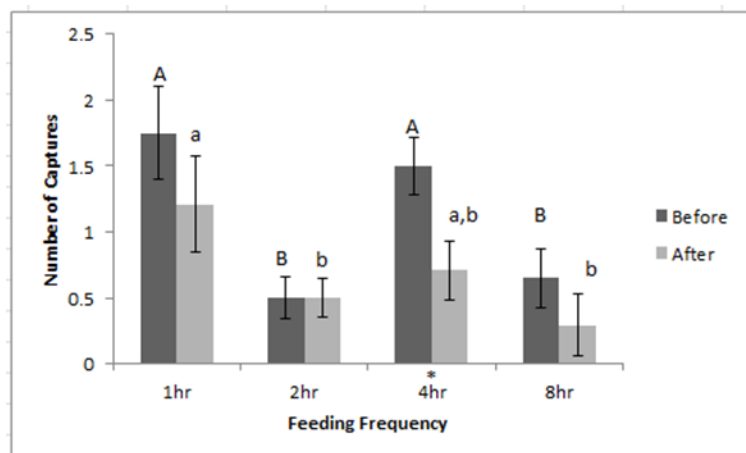 2.5
2
1.5
1
0.5
0
Number of Captures
A
a
B
b
A
a,b
B
b
Before
After
*
1hr
2hr
4hr
8hr
Feeding Frequency